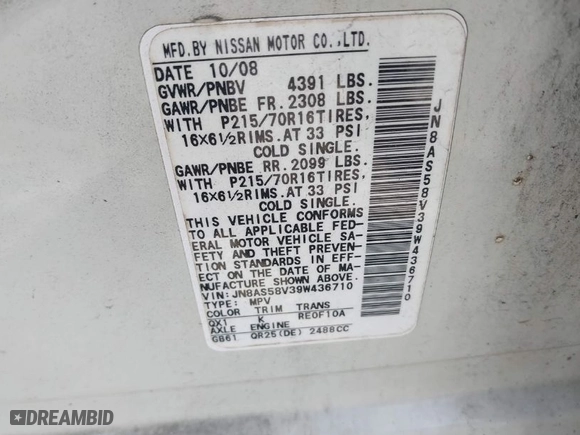 MFD.BY NISSAN MOTOR CO.,LTD.
DATE 10/08
GVWR/PNBV 4391 LBS.
GAWR/PNBE FR. 2308 LBS.
WITH P215/70R16TIRES,
16X6½RIMS.AT 33 PSI
COLD SINGLE.
GAWR/PNBE RR. 2099 LBS.
WITH P215/70R16TIRES,
16X6½RIMS.AT 33 PSI
COLD SINGLE.
THIS VEHICLE CONFORMS
TO ALL APPLICABLE FED-
ERAL MOTOR VEHICLE SA-
FETY AND THEFT PREVEN-
TION STANDARDS IN EFF-
ECT ON THE DATE OF MA-
NUFACTURE SHOWN ABOVE.
VIN: JN8AS58V39W436710
TYPE: MPV
COLOR TRIM TRANS
QX1 K RE0F10A
AXLE ENGINE
GB61 QR25(DE) 2488CC
JN8AS58V39W436710
DREAMBID